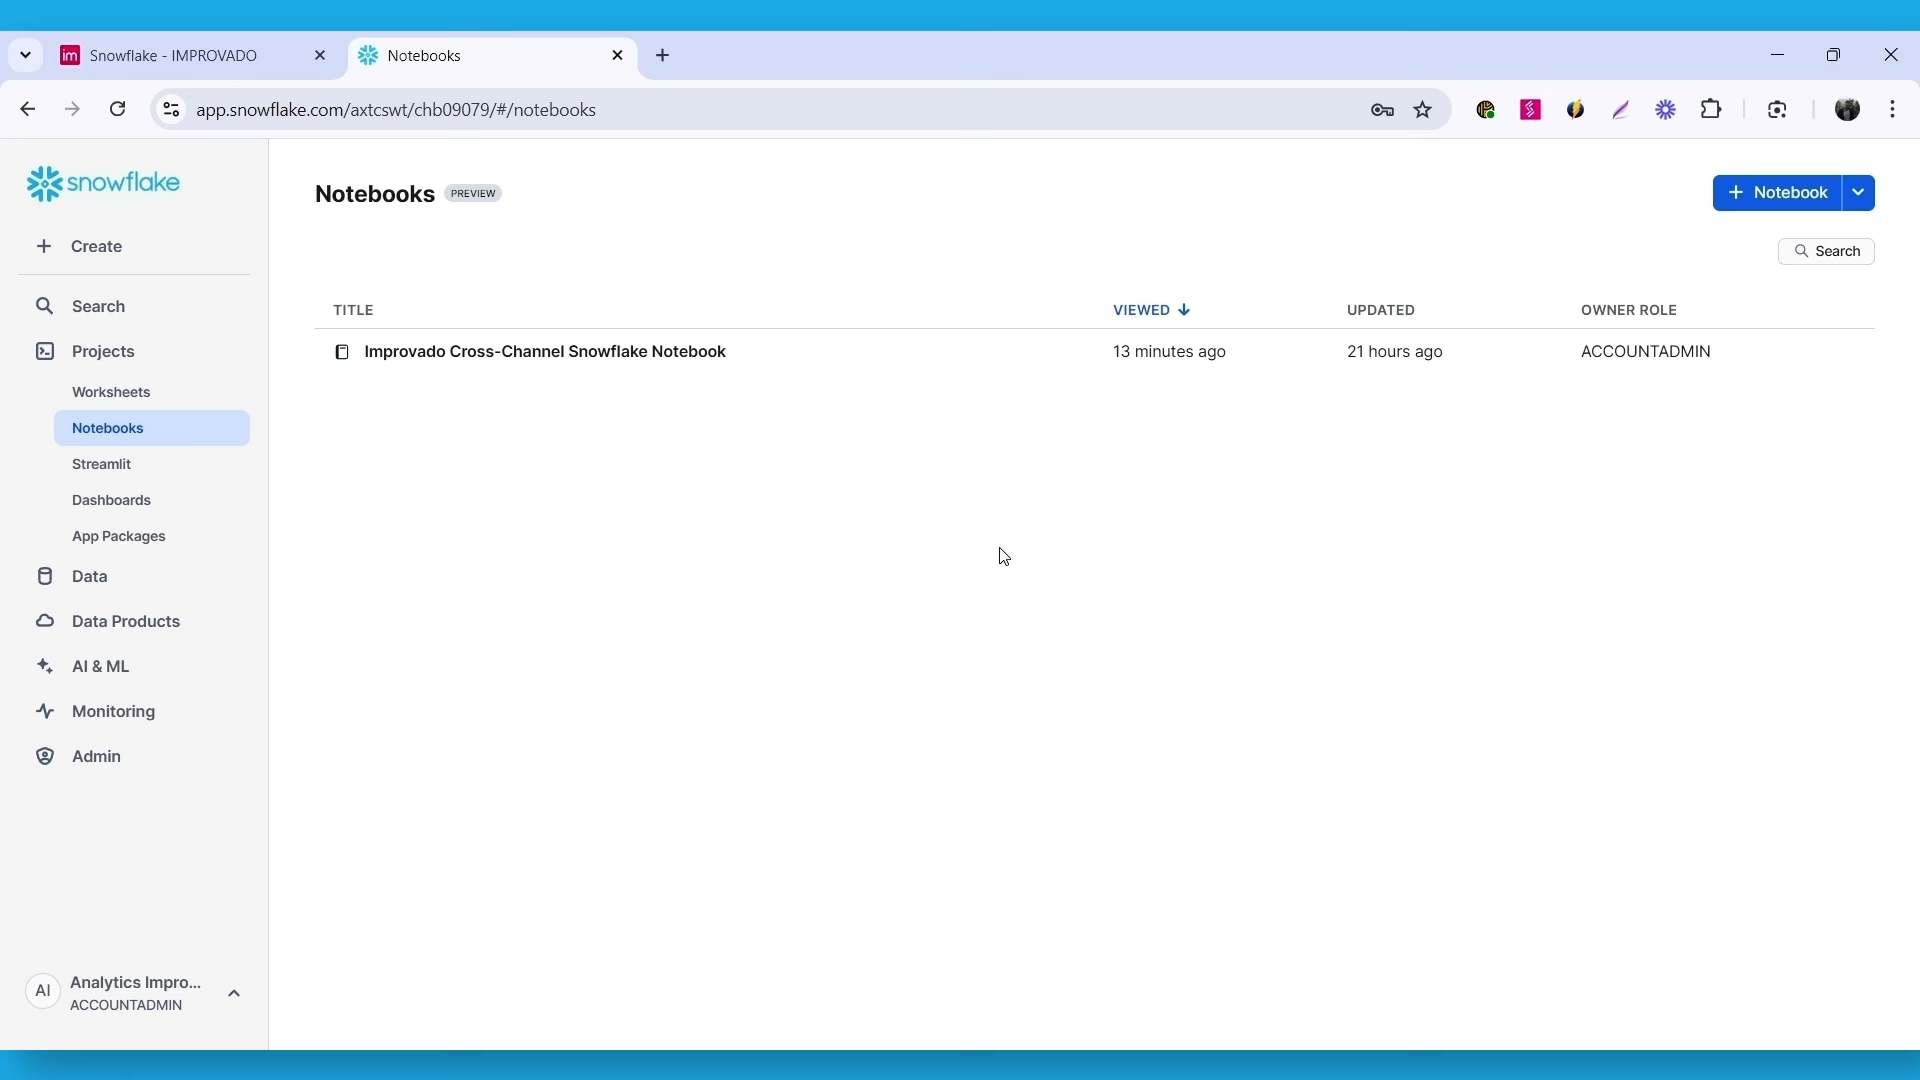 Snowflake - IMPROVADO
Notebooks
app.snowflake.com/axtcswt/chb09079/#/notebooks
snowflake
Create
Search
Projects
Worksheets
Notebooks
Streamlit
Dashboards
App Packages
Data
Data Products
AI & ML
Monitoring
Admin
AI
Analytics Impro...
ACCOUNTADMIN
Notebooks PREVIEW
+ Notebook
Search
TITLE VIEWED UPDATED OWNER ROLE
Improvado Cross-Channel Snowflake Notebook 13 minutes ago 21 hours ago ACCOUNTADMIN